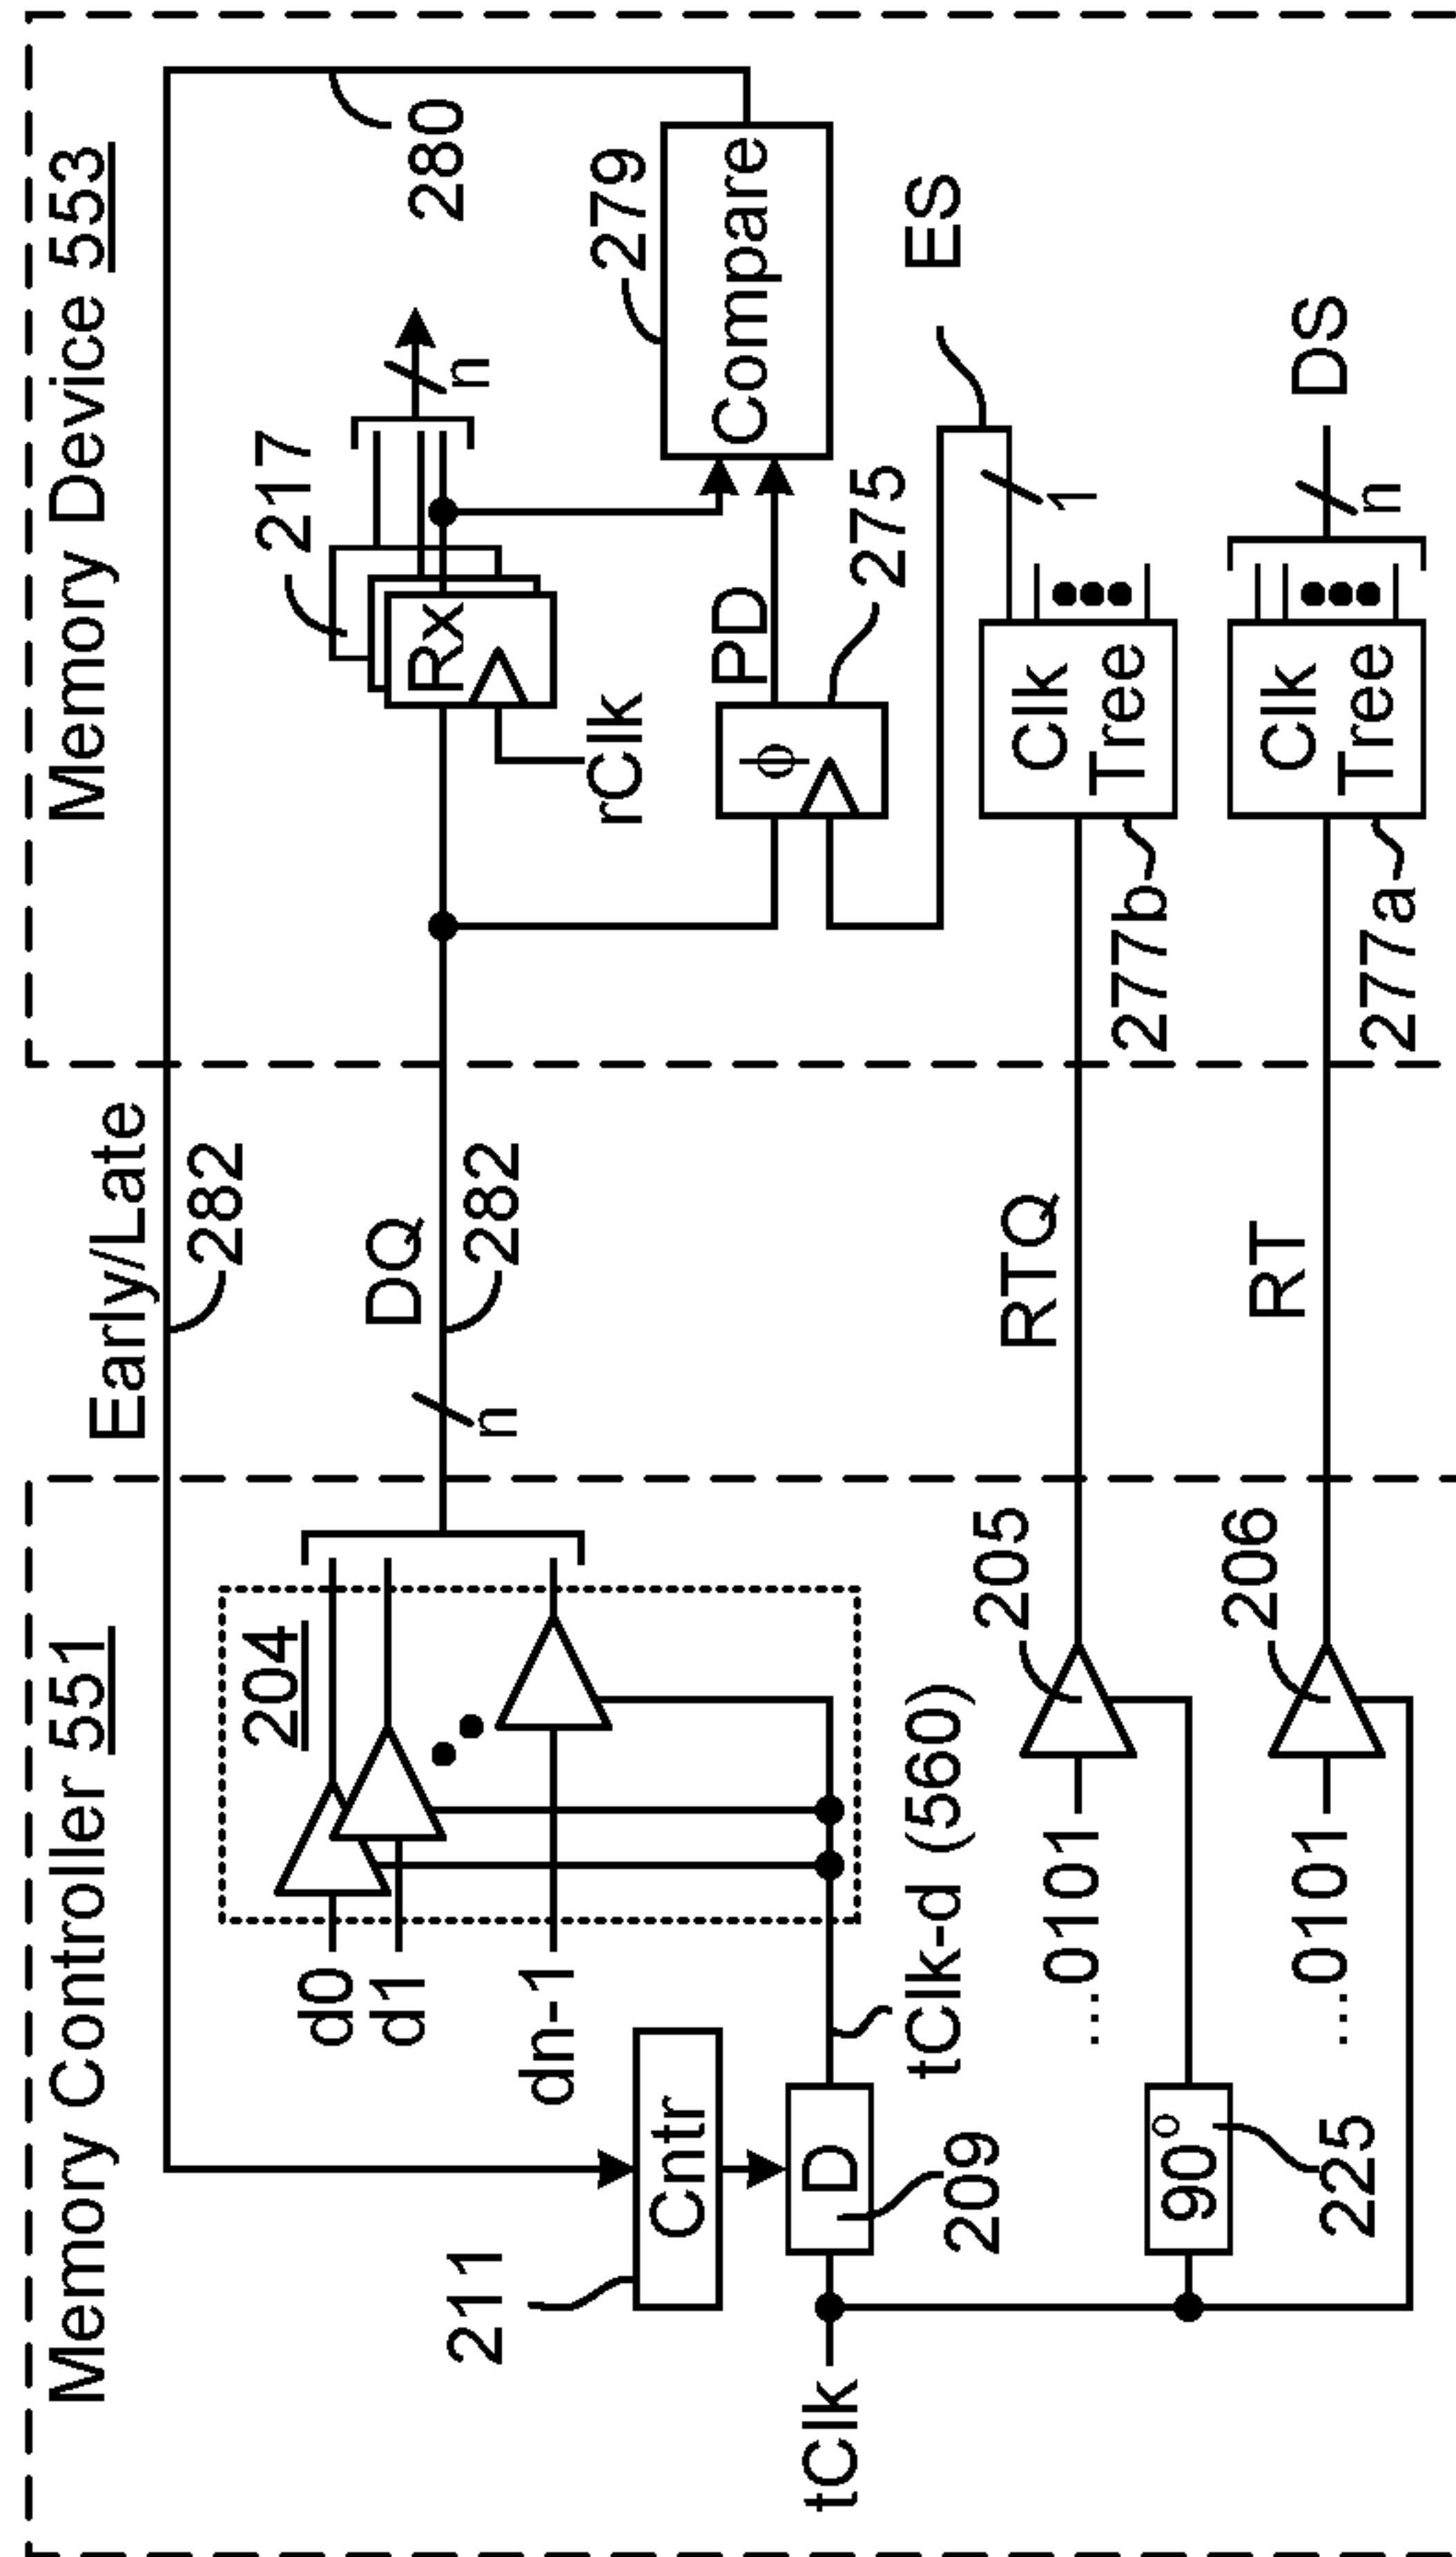 Memory Controller 551
Memory Device 553
Early/Late
282
280
204
217
d0
d1
dn-1
DQ
282
n
Rx
n
rClk
279
Compare
211
Cntr
PD
ϕ
275
tClk
D
209
tClk-d (560)
ES
1
205
…0101
RTQ
Clk
Tree
277b
90°
225
206
…0101
RT
Clk
Tree
277a
n
DS